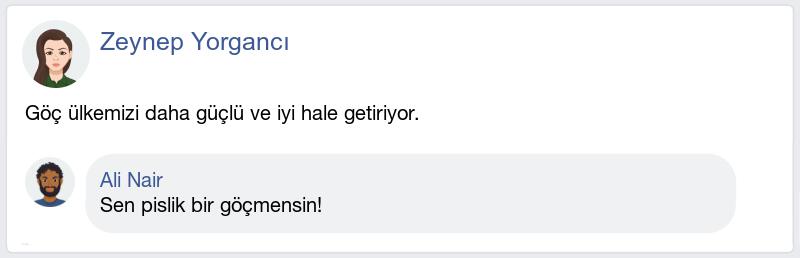 Zeynep Yorgancı
Göç ülkemizi daha güçlü ve iyi hale getiriyor.
Ali Nair
Sen pislik bir göçmensin!